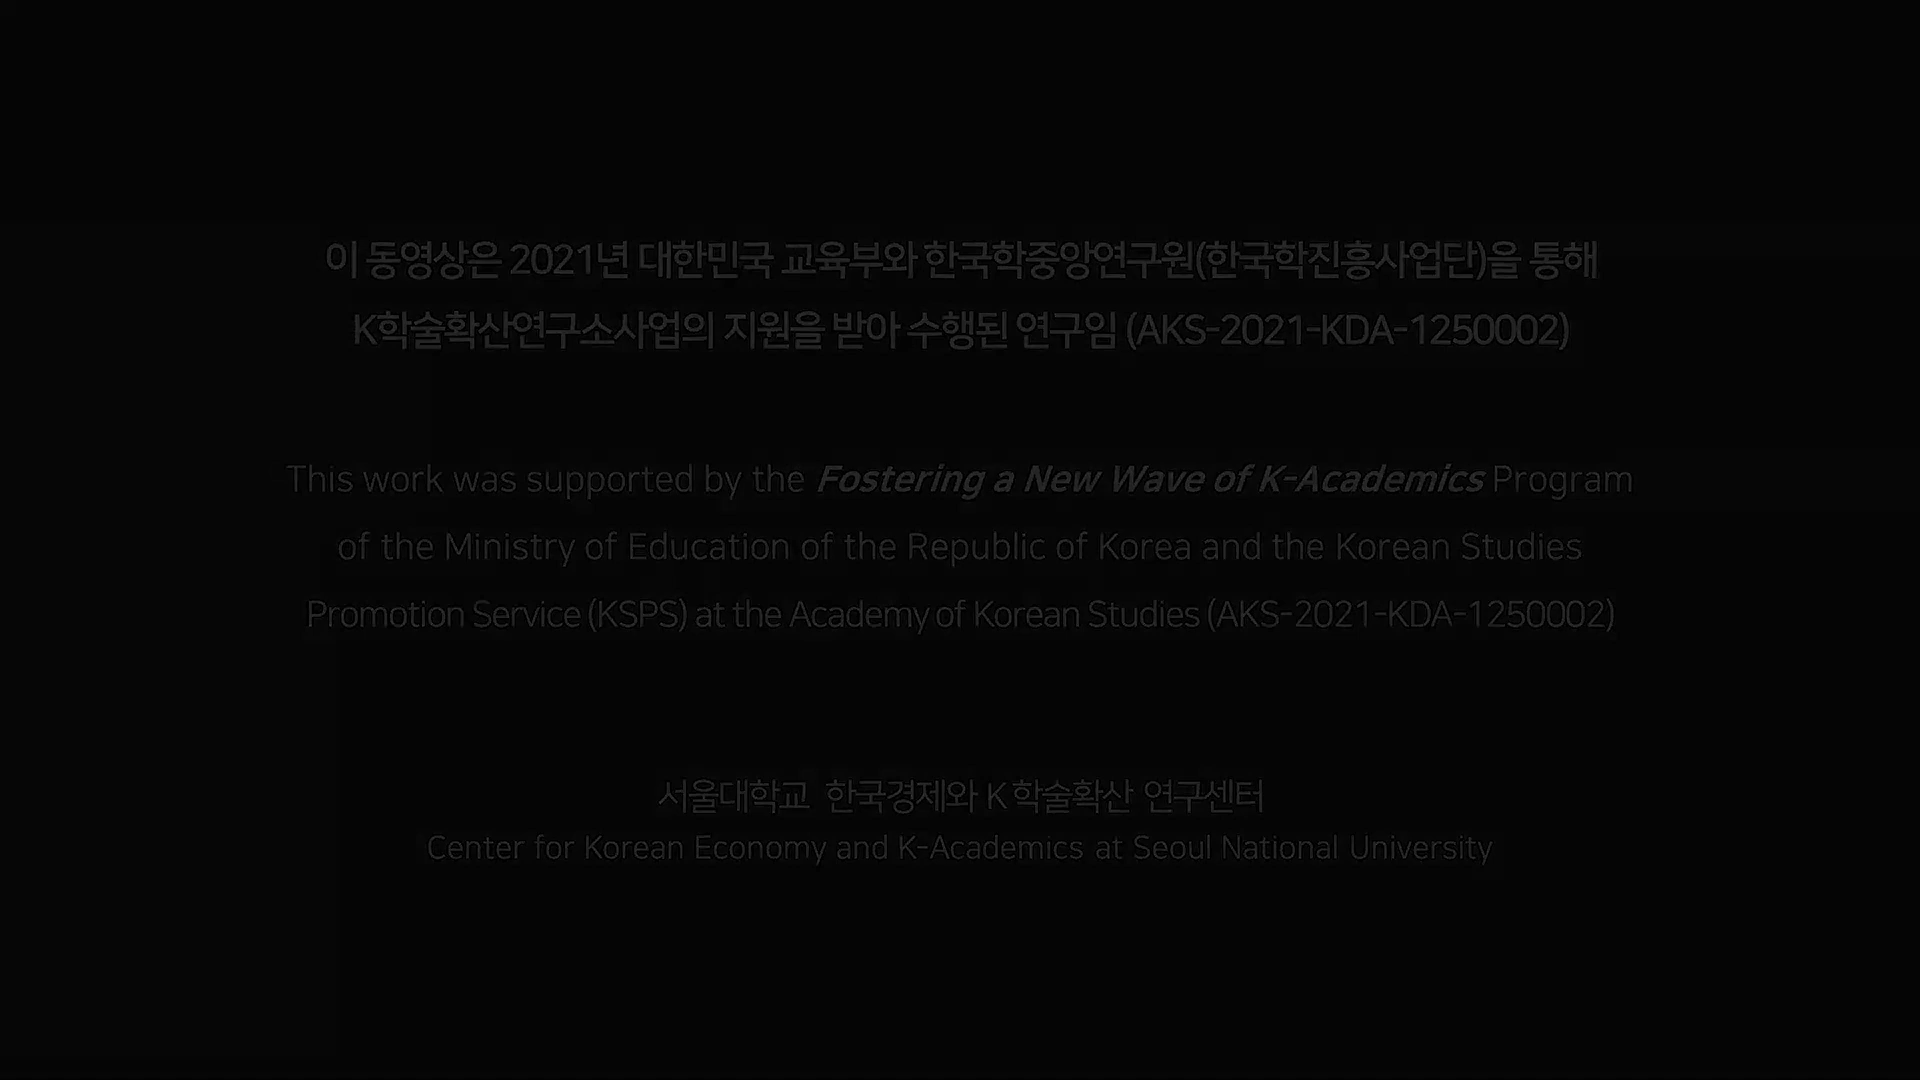 이 동영상은 2021년 대한민국 교육부와 한국학중앙연구원(한국학진흥사업단)을 통해
K학술확산연구소사업의 지원을 받아 수행된 연구임 (AKS-2021-KDA-1250002)
This work was supported by the Fostering a New Wave of K-Academics Program
of the Ministry of Education of the Republic of Korea and the Korean Studies
Promotion Service (KSPS) at the Academy of Korean Studies (AKS-2021-KDA-1250002)
서울대학교 한국경제와 K학술확산 연구센터
Center for Korean Economy and K-Academics at Seoul National University